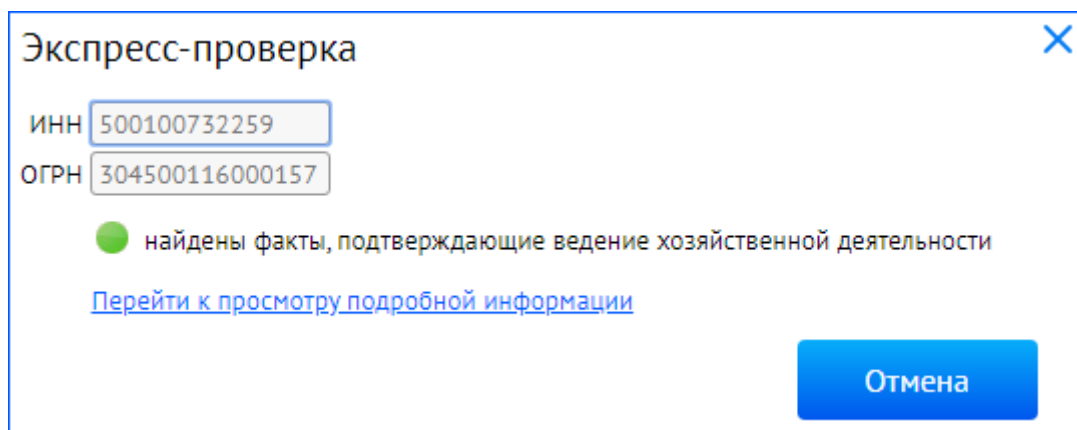 Экспресс-проверка
ИНН 500100732259
ОГРН 304500116000157
найдены факты, подтверждающие ведение хозяйственной деятельности
Перейти к просмотру подробной информации
Отмена